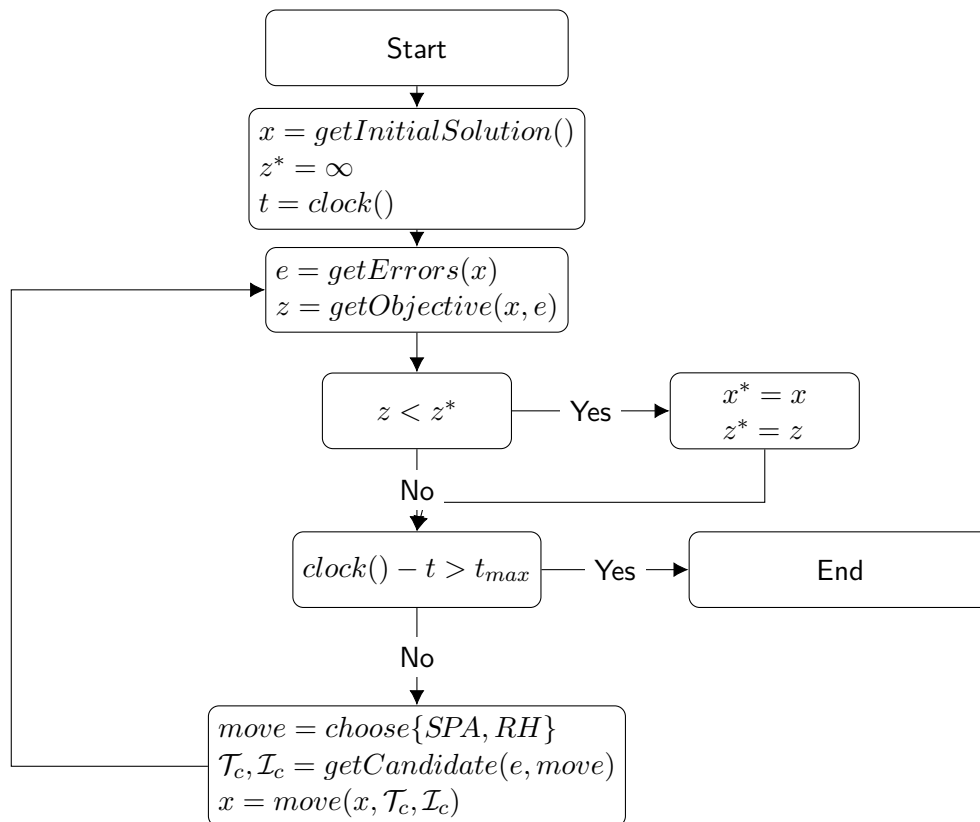 Start
x = getInitialSolution()
z* = ∞
t = clock()
e = getErrors(x)
z = getObjective(x, e)
z < z*
Yes
x* = x
z* = z
No
clock() − t > t_max
Yes
End
No
move = choose{SPA, RH}
𝒯_c, ℐ_c = getCandidate(e, move)
x = move(x, 𝒯_c, ℐ_c)